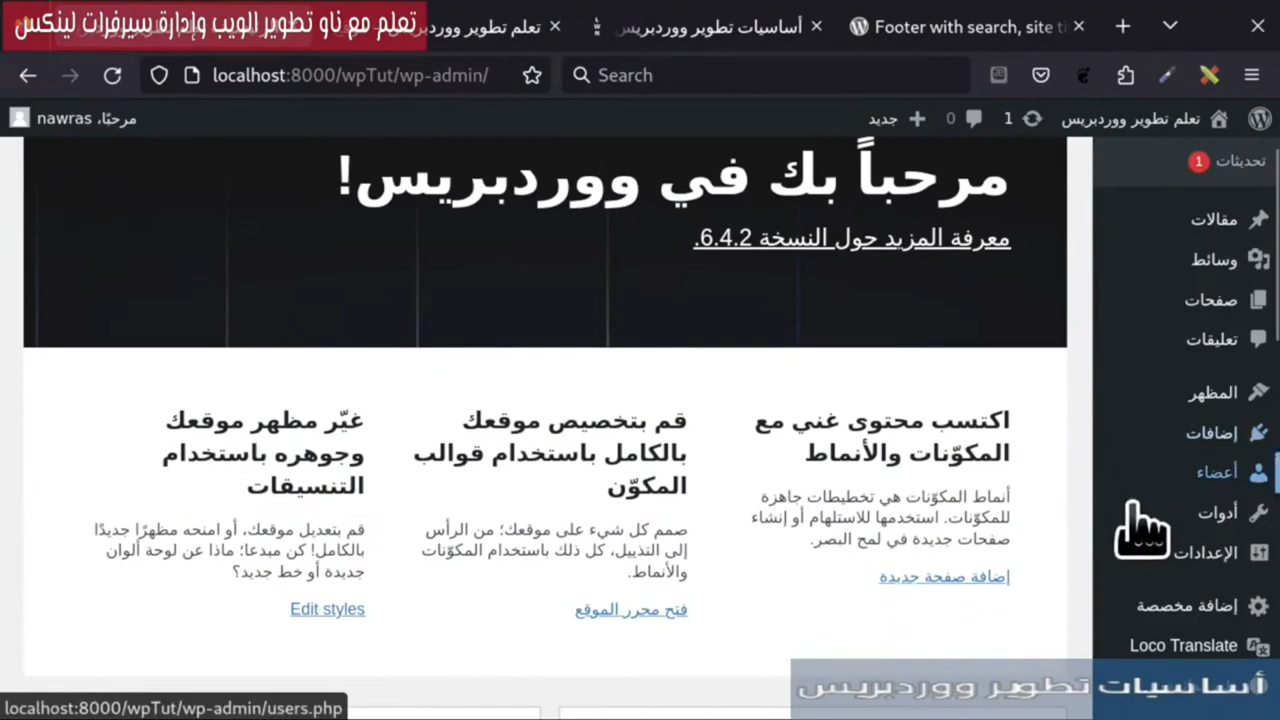 تعلم مع ناو تطوير الويب وإدارة سيرفرات لينكس
تعلم تطوير ووردبريس
أساسيات تطوير ووردبريس
Footer with search, site ti
localhost:8000/wpTut/wp-admin/
Search
تعلم تطوير ووردبريس
1
0
جديد
مرحبًا، nawras
تحديثات 1
مقالات
وسائط
صفحات
تعليقات
المظهر
إضافات
أعضاء
أدوات
الإعدادات
إضافة مخصصة
Loco Translate
مرحباً بك في ووردبريس!
معرفة المزيد حول النسخة 6.4.2.
اكتسب محتوى غني مع
المكوّنات والأنماط
أنماط المكوّنات هي تخطيطات جاهزة
للمكوّنات. استخدمها للاستلهام أو إنشاء
صفحات جديدة في لمح البصر.
إضافة صفحة جديدة
قم بتخصيص موقعك
بالكامل باستخدام قوالب
المكوّن
صمم كل شيء على موقعك؛ من الرأس
إلى التذييل، كل ذلك باستخدام المكوّنات
والأنماط.
فتح محرر الموقع
غيّر مظهر موقعك
وجوهره باستخدام
التنسيقات
قم بتعديل موقعك، أو امنحه مظهرًا جديدًا
بالكامل! كن مبدعا؛ ماذا عن لوحة ألوان
جديدة أو خط جديد؟
Edit styles
أساسيات تطوير ووردبريس
localhost:8000/wpTut/wp-admin/users.php